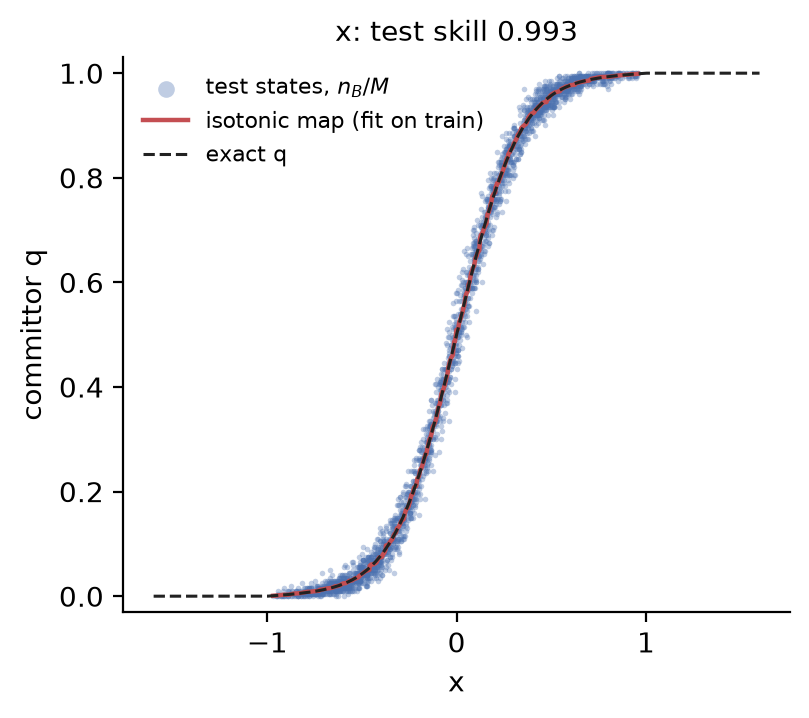 x: test skill 0.993
test states, n_B/M
isotonic map (fit on train)
exact q
committor q
1.0
0.8
0.6
0.4
0.2
0.0
−1
0
1
x